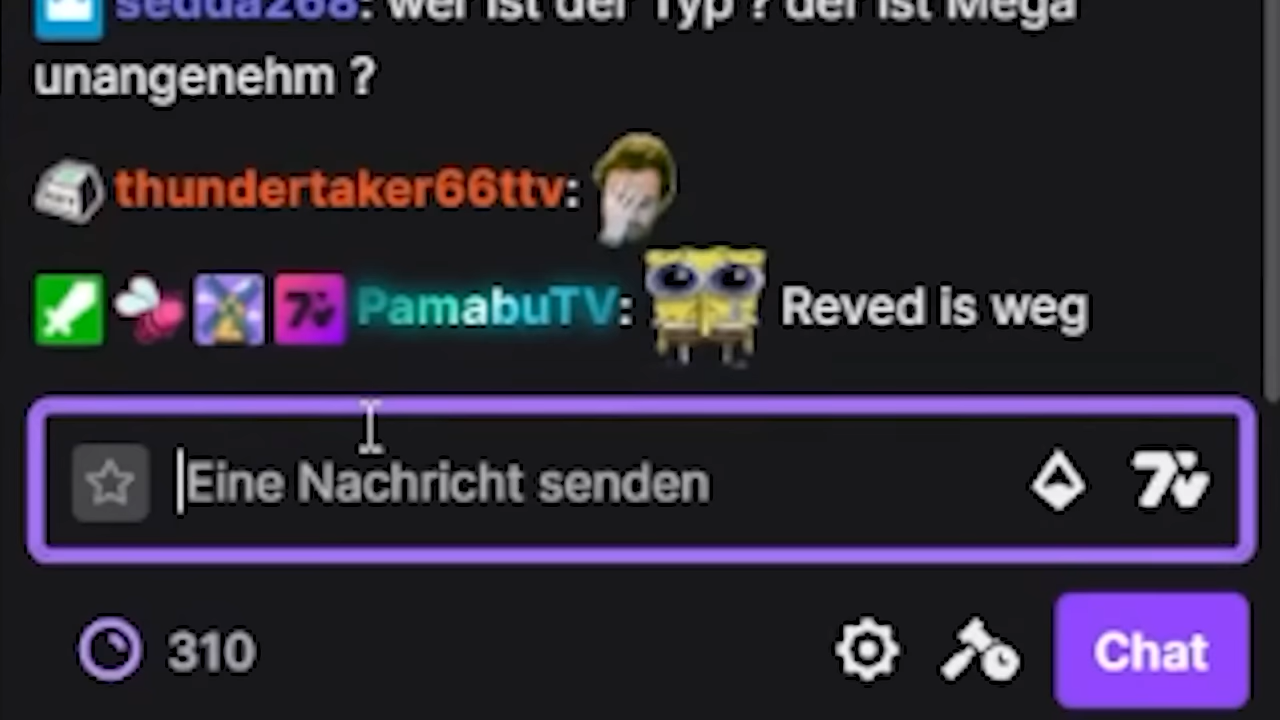 sedda268: wer ist der Typ ? der ist Mega
unangenehm ?
thundertaker66ttv:
PamabuTV: Reved is weg
Eine Nachricht senden
310
Chat